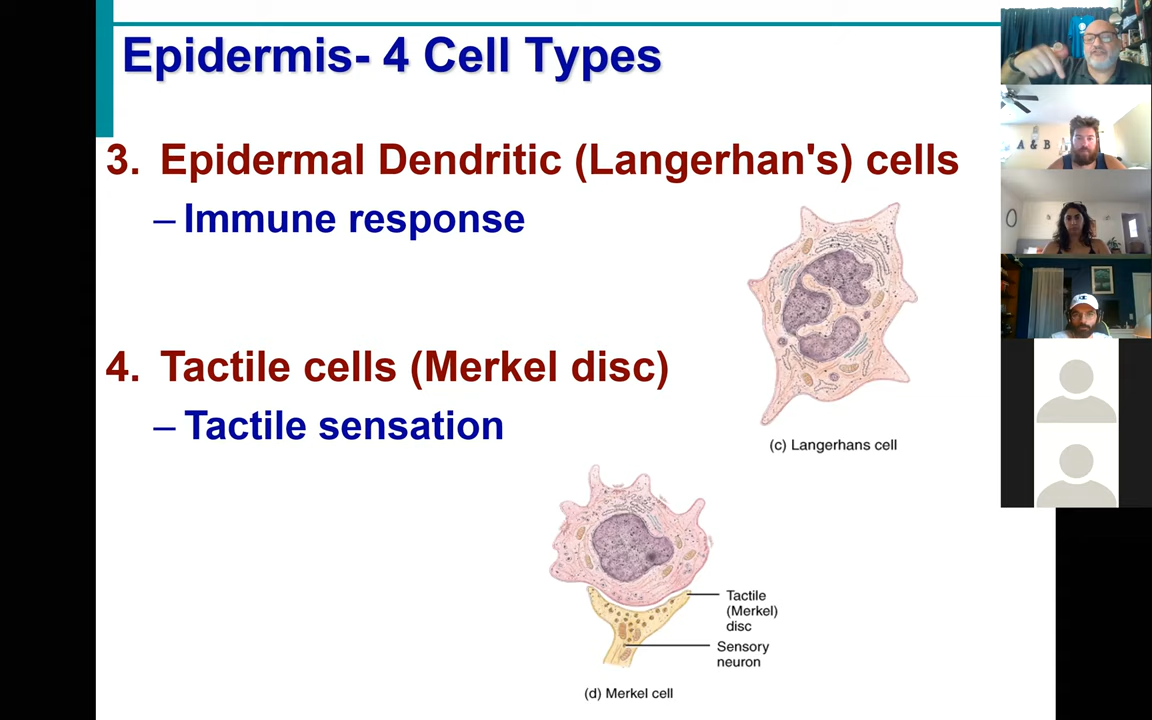 Epidermis- 4 Cell Types
3. Epidermal Dendritic (Langerhan's) cells
– Immune response
4. Tactile cells (Merkel disc)
– Tactile sensation
(c) Langerhans cell
Tactile
(Merkel)
disc
Sensory
neuron
(d) Merkel cell
A & B